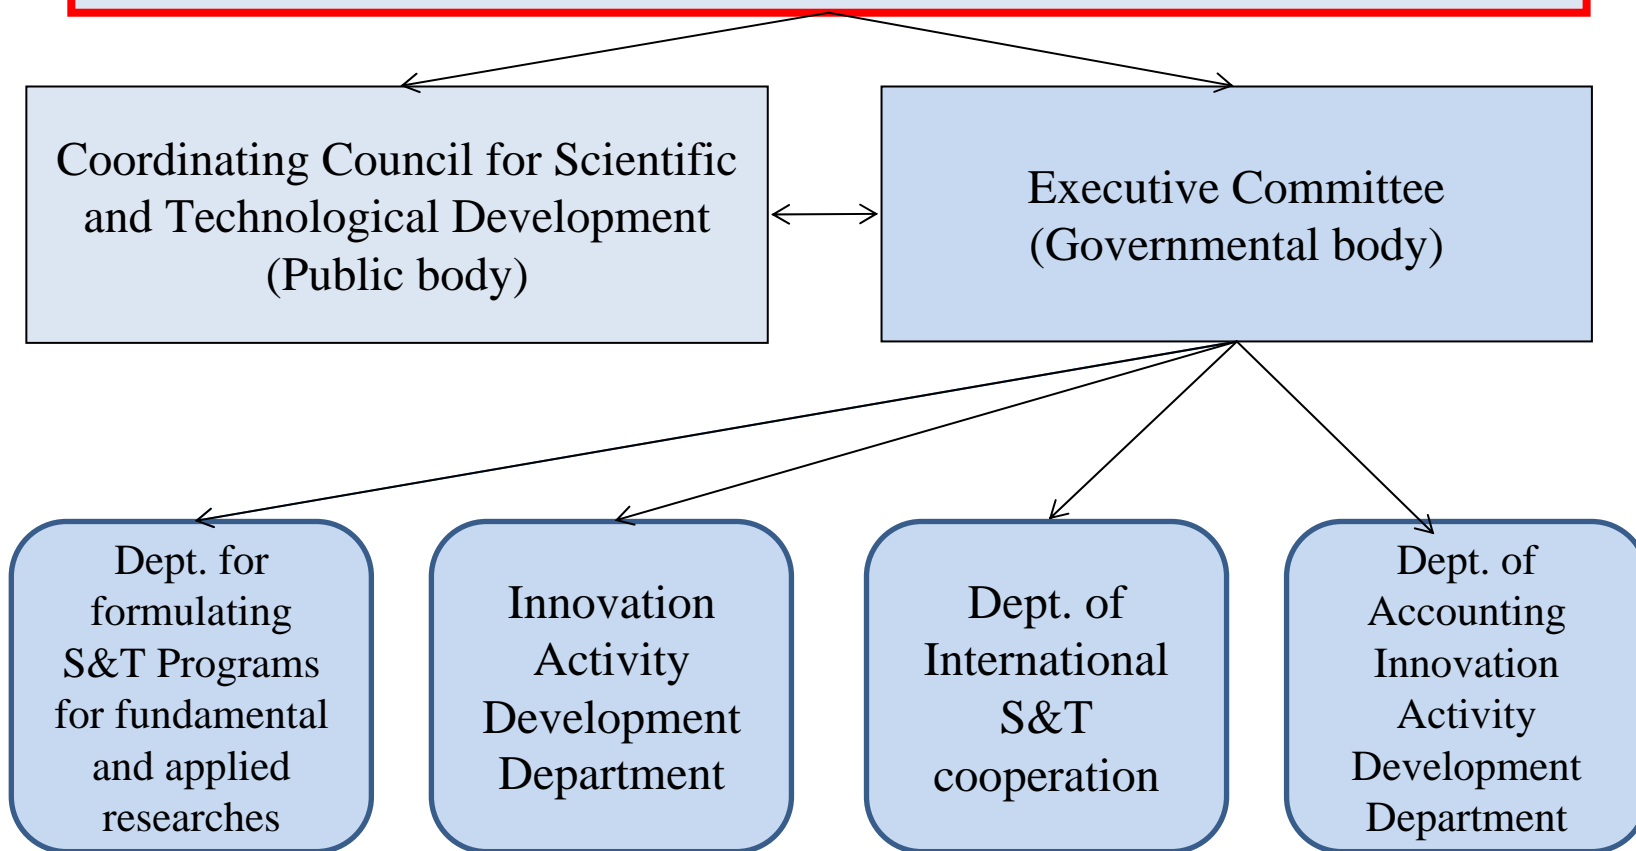 Coordinating Council for Scientific
and Technological Development
(Public body)
Executive Committee
(Governmental body)
Dept. for
formulating
S&T Programs
for fundamental
and applied
researches
Innovation
Activity
Development
Department
Dept. of
International
S&T
cooperation
Dept. of
Accounting
Innovation
Activity
Development
Department